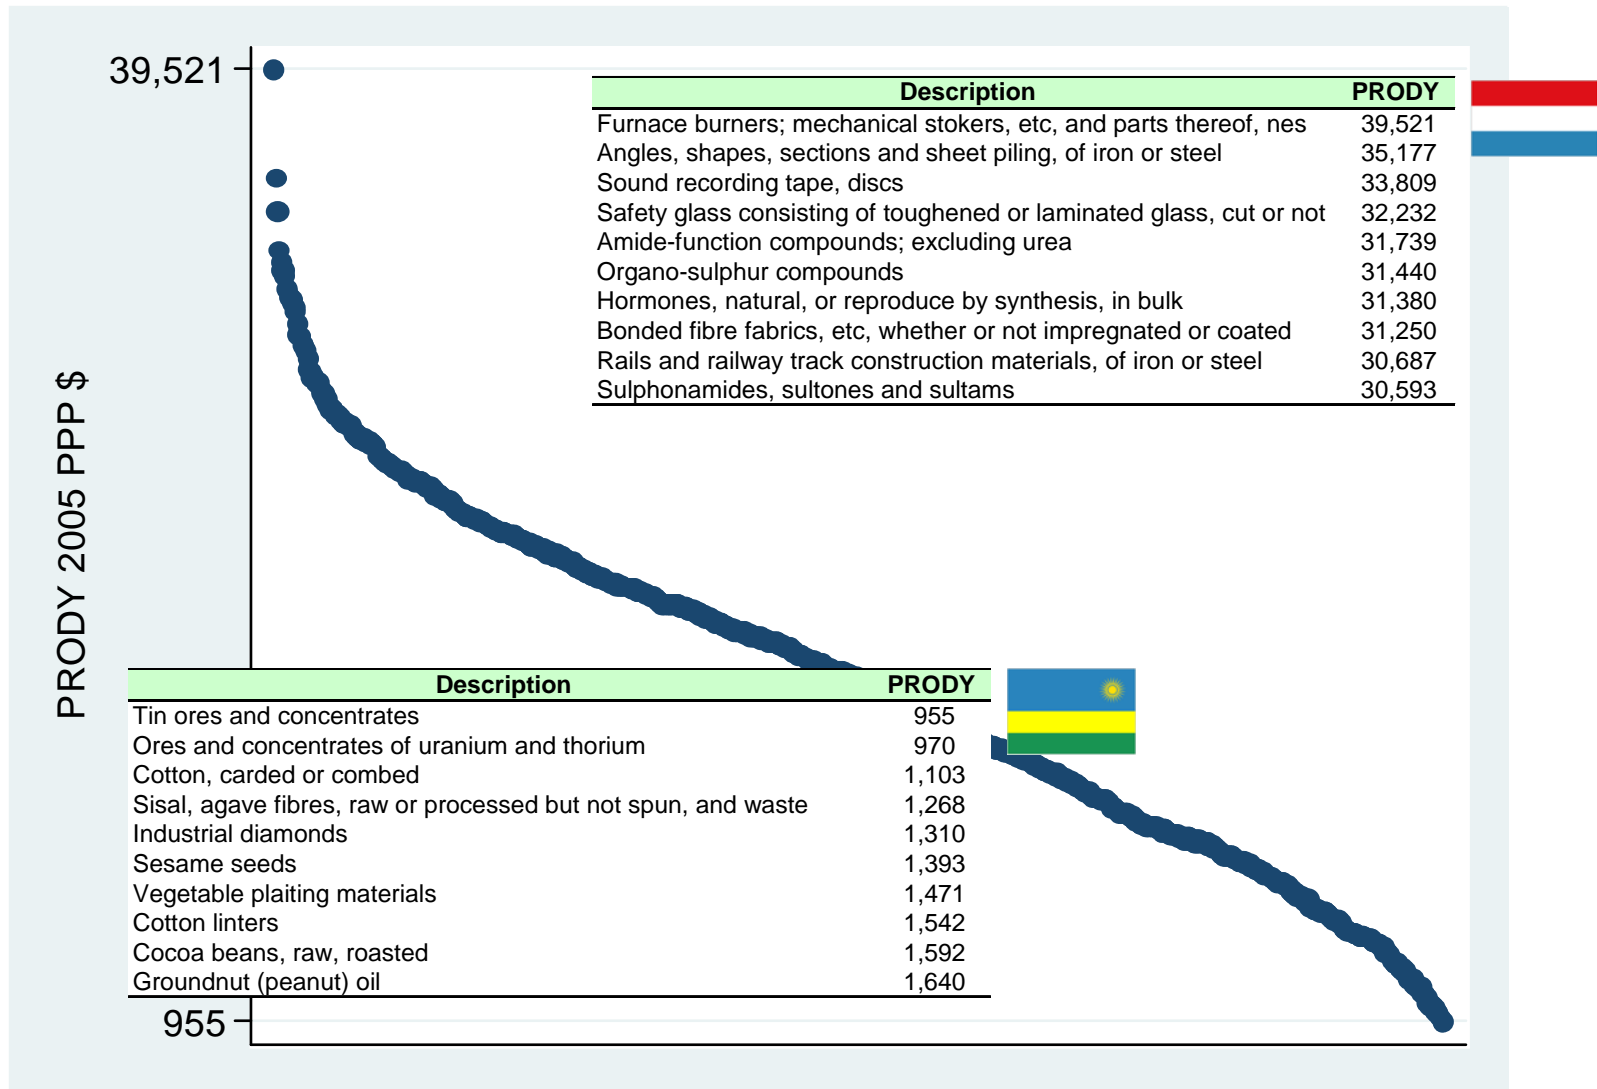 39,521
Description PRODY
Furnace burners; mechanical stokers, etc, and parts thereof, nes 39,521
Angles, shapes, sections and sheet piling, of iron or steel 35,177
Sound recording tape, discs 33,809
Safety glass consisting of toughened or laminated glass, cut or not 32,232
Amide-function compounds; excluding urea 31,739
Organo-sulphur compounds 31,440
Hormones, natural, or reproduce by synthesis, in bulk 31,380
Bonded fibre fabrics, etc, whether or not impregnated or coated 31,250
Rails and railway track construction materials, of iron or steel 30,687
Sulphonamides, sultones and sultams 30,593
PRODY 2005 PPP $
Description PRODY
Tin ores and concentrates 955
Ores and concentrates of uranium and thorium 970
Cotton, carded or combed 1,103
Sisal, agave fibres, raw or processed but not spun, and waste 1,268
Industrial diamonds 1,310
Sesame seeds 1,393
Vegetable plaiting materials 1,471
Cotton linters 1,542
Cocoa beans, raw, roasted 1,592
Groundnut (peanut) oil 1,640
955